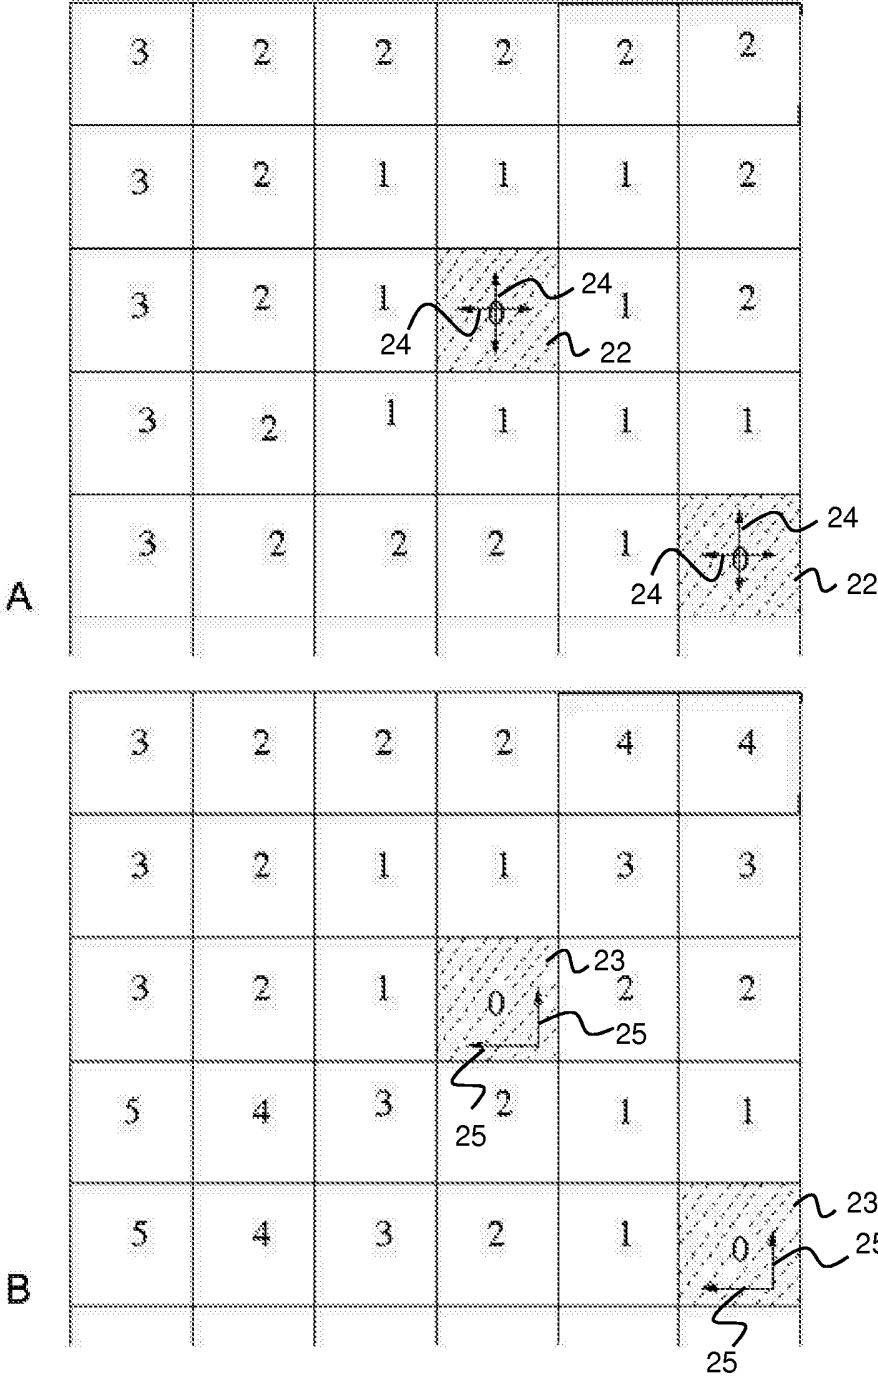 3 2 2 2 2 2
3 2 1 1 1 2
3 2 1 0 24 1 2
24 22
3 2 1 1 1 1
3 2 2 2 1 0 24
A 24 22
3 2 2 2 4 4
3 2 1 1 3 3
3 2 1 0 23 2 2
25
5 4 3 2 1 1
25
5 4 3 2 1 0 23
25
B
25